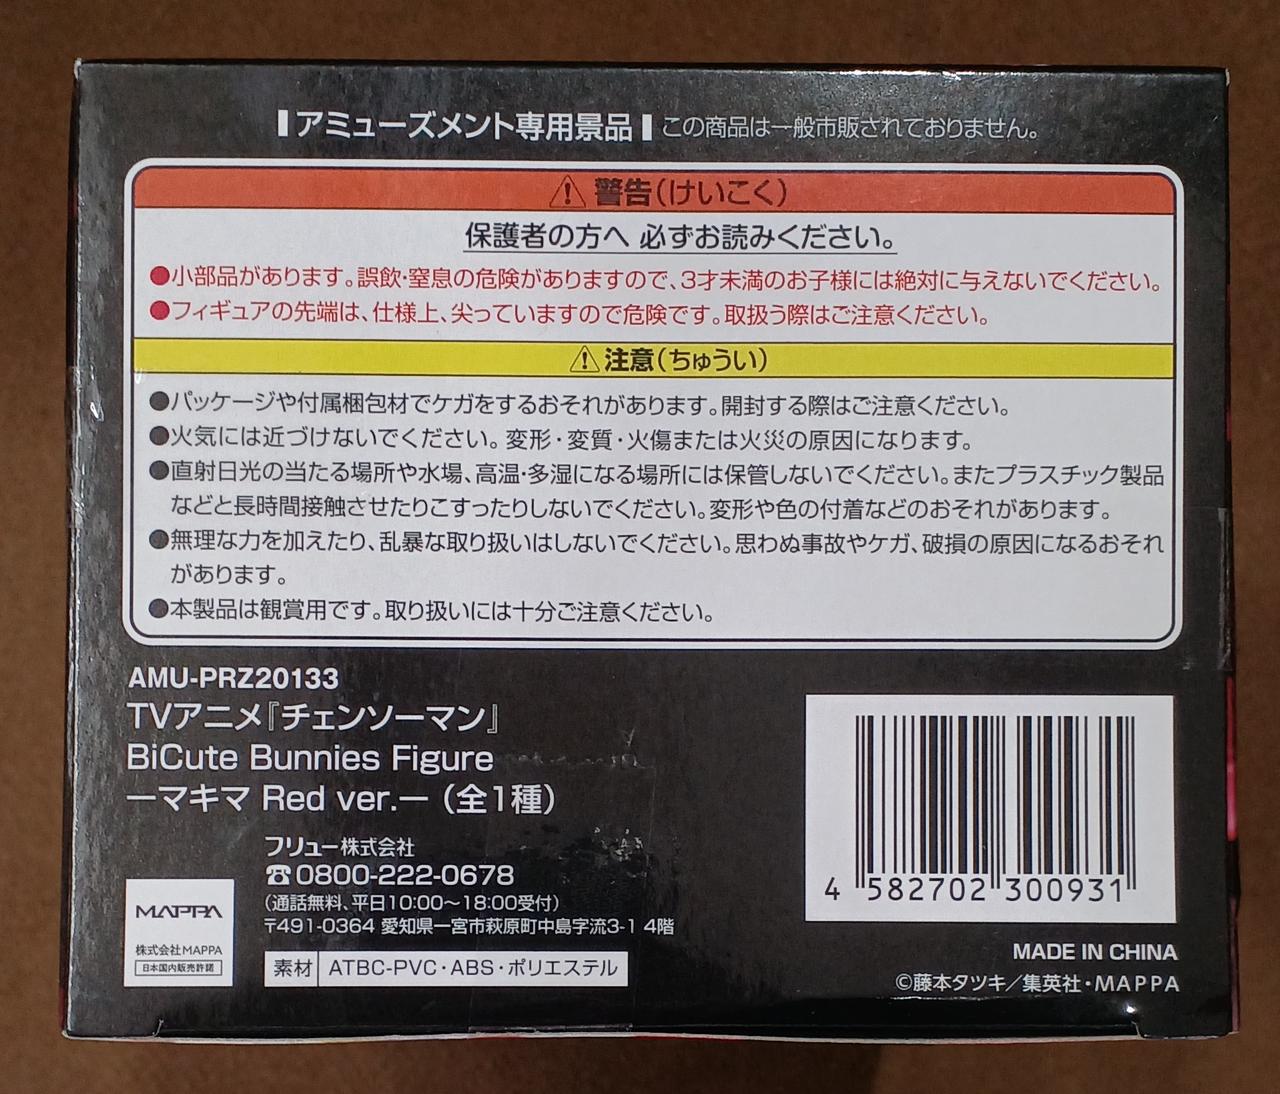 アミューズメント専用景品 この商品は一般市販されておりません。
⚠ 警告(けいこく)
保護者の方へ 必ずお読みください。
●小部品があります。誤飲・窒息の危険がありますので、3才未満のお子様には絶対に与えないでください。
●フィギュアの先端は、仕様上、尖っていますので危険です。取扱う際はご注意ください。
⚠ 注意(ちゅうい)
●パッケージや付属梱包材でケガをするおそれがあります。開封する際はご注意ください。
●火気には近づけないでください。変形・変質・火傷または火災の原因になります。
●直射日光の当たる場所や水場、高温・多湿になる場所には保管しないでください。またプラスチック製品
などと長時間接触させたりこすったりしないでください。変形や色の付着などのおそれがあります。
●無理な力を加えたり、乱暴な取り扱いはしないでください。思わぬ事故やケガ、破損の原因になるおそれ
があります。
●本製品は観賞用です。取り扱いには十分ご注意ください。
AMU-PRZ20133
TVアニメ『チェンソーマン』
BiCute Bunnies Figure
ーマキマ Red ver.ー(全1種)
フリュー株式会社
☎0800-222-0678
(通話無料、平日10:00〜18:00受付)
〒491-0364 愛知県一宮市萩原町中島字流3-1 4階
素材 ATBC-PVC・ABS・ポリエステル
MAPPA
株式会社MAPPA
日本国内販売許諾
4 582702 300931
MADE IN CHINA
©藤本タツキ/集英社・MAPPA